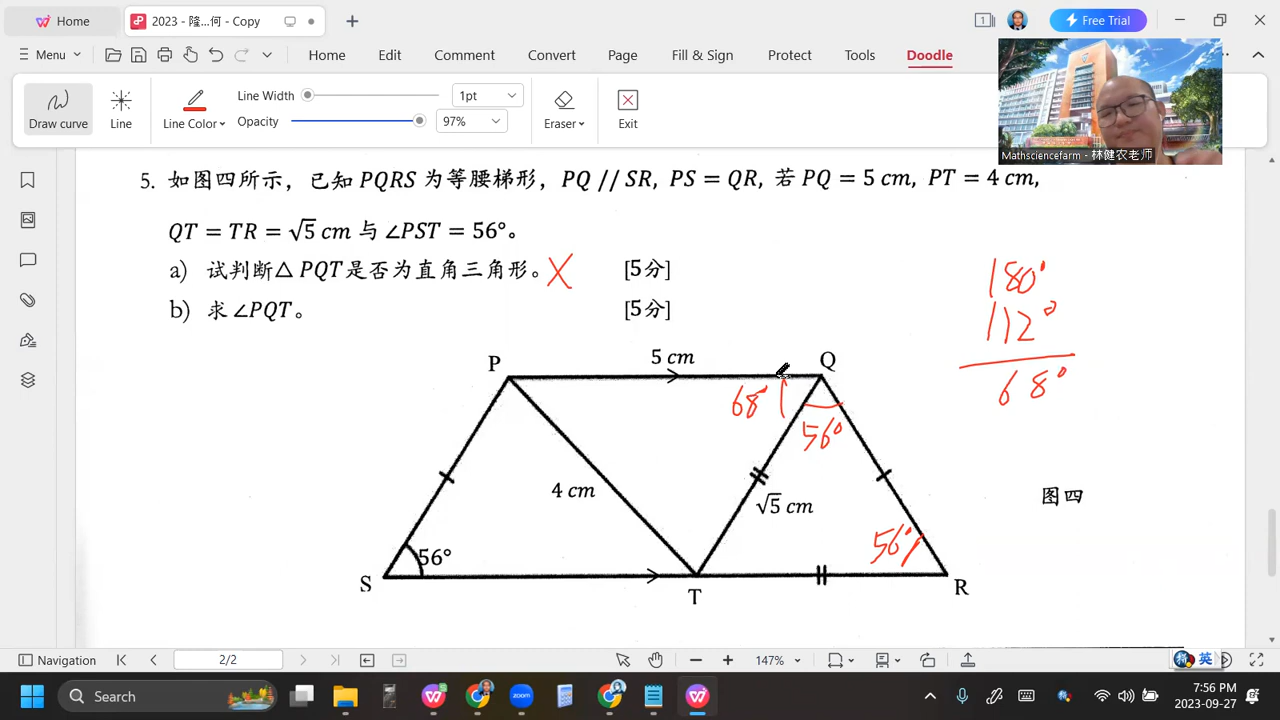 Home
2023 - 隆...何 - Copy
1
Free Trial
Menu
Home
Edit
Comment
Convert
Page
Fill & Sign
Protect
Tools
Doodle
Draw curve
Line
Line Color
Line Width
1pt
Opacity
97%
Eraser
Exit
Mathsciencefarm - 林健农老师
5. 如图四所示，已知 PQRS 为等腰梯形，PQ // SR, PS = QR, 若 PQ = 5 cm, PT = 4 cm,
QT = TR = √5 cm 与 ∠PST = 56°。
a) 试判断△ PQT是否为直角三角形。 X [5分]
b) 求 ∠PQT。 [5分]
180°
112°
68°
P 5 cm Q
68° 56°
4 cm √5 cm
图四
56° 56°
S T R
Navigation
2/2
147%
英
Search
7:56 PM
2023-09-27